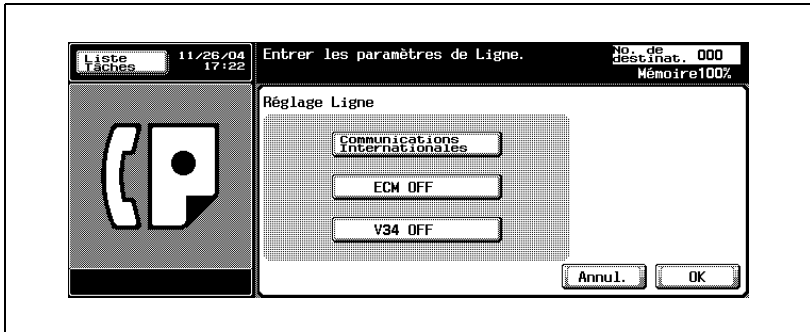 Liste
Tâches
11/26/04
17:22
Entrer les paramètres de Ligne.
No. de
destinat. 000
Mémoire100%
Réglage Ligne
Communications
Internationales
ECM OFF
V34 OFF
Annul. OK